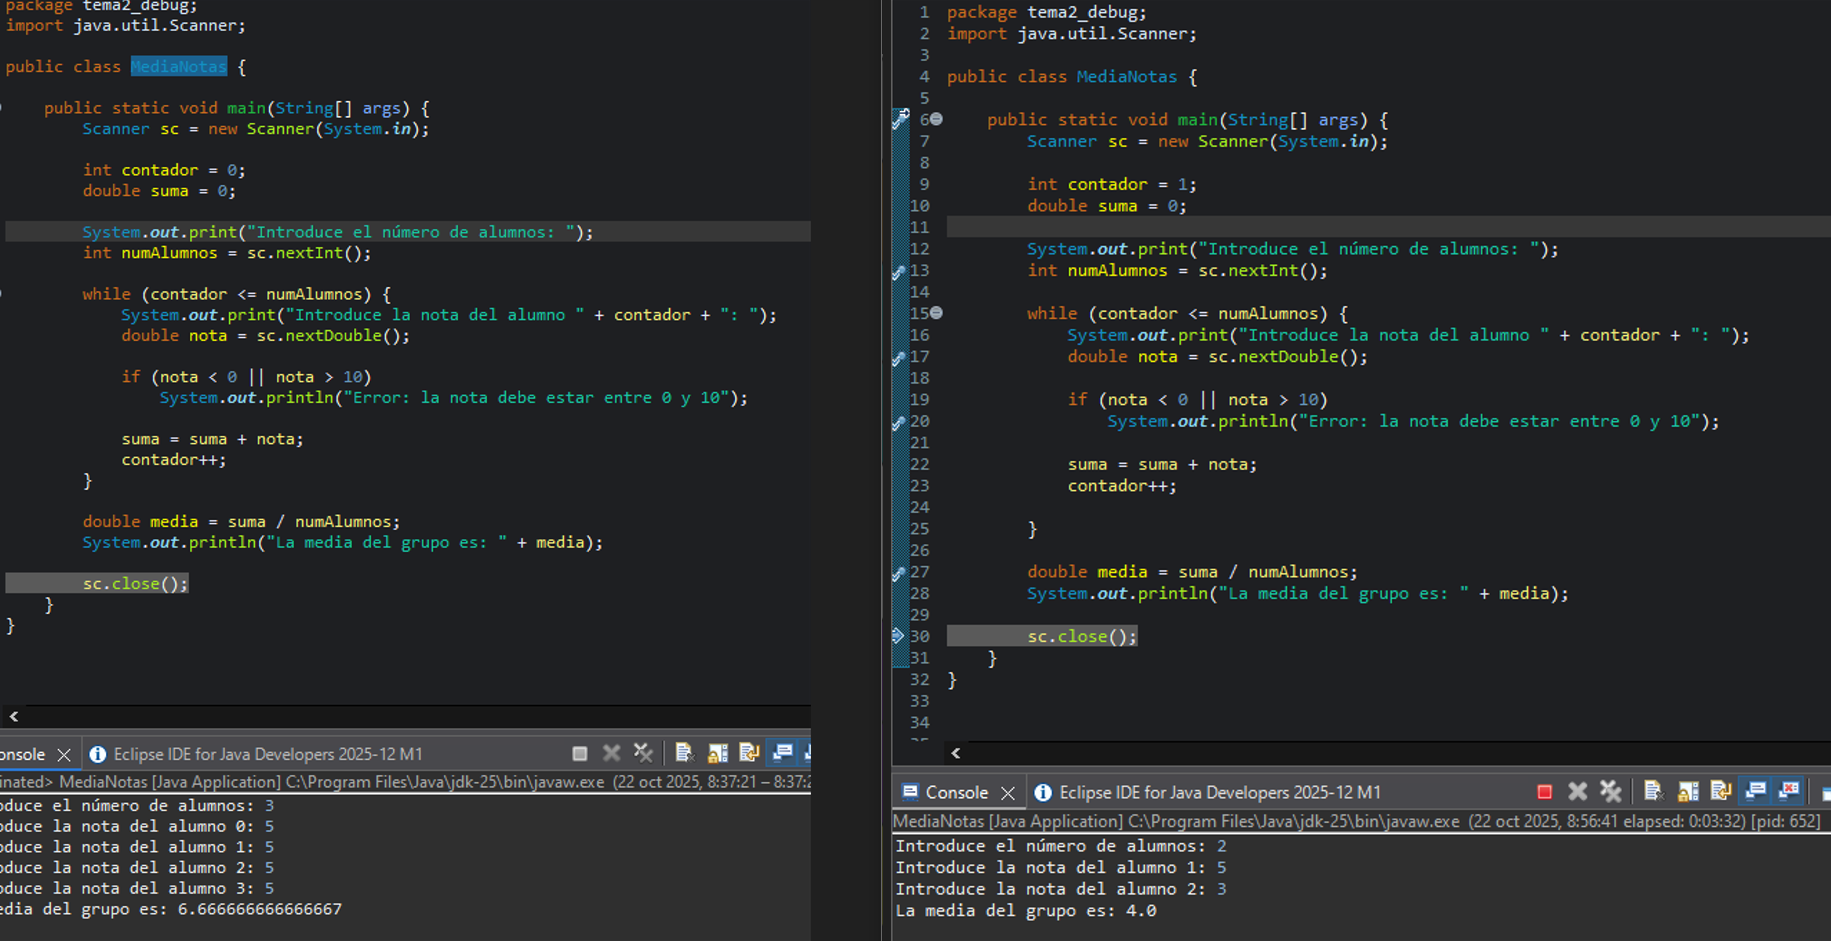 package tema2_debug;
import java.util.Scanner;
public class MediaNotas {
public static void main(String[] args) {
Scanner sc = new Scanner(System.in);
int contador = 0;
double suma = 0;
System.out.print("Introduce el número de alumnos: ");
int numAlumnos = sc.nextInt();
while (contador <= numAlumnos) {
System.out.print("Introduce la nota del alumno " + contador + ": ");
double nota = sc.nextDouble();
if (nota < 0 || nota > 10)
System.out.println("Error: la nota debe estar entre 0 y 10");
suma = suma + nota;
contador++;
}
double media = suma / numAlumnos;
System.out.println("La media del grupo es: " + media);
sc.close();
}
}
onsole Eclipse IDE for Java Developers 2025-12 M1
inated> MediaNotas [Java Application] C:\Program Files\Java\jdk-25\bin\javaw.exe (22 oct 2025, 8:37:21 – 8:37:2
oduce el número de alumnos: 3
oduce la nota del alumno 0: 5
oduce la nota del alumno 1: 5
oduce la nota del alumno 2: 5
oduce la nota del alumno 3: 5
edia del grupo es: 6.666666666666667
1 package tema2_debug;
2 import java.util.Scanner;
3
4 public class MediaNotas {
5
6 public static void main(String[] args) {
7 Scanner sc = new Scanner(System.in);
8
9 int contador = 1;
10 double suma = 0;
11
12 System.out.print("Introduce el número de alumnos: ");
13 int numAlumnos = sc.nextInt();
14
15 while (contador <= numAlumnos) {
16 System.out.print("Introduce la nota del alumno " + contador + ": ");
17 double nota = sc.nextDouble();
18
19 if (nota < 0 || nota > 10)
20 System.out.println("Error: la nota debe estar entre 0 y 10");
21
22 suma = suma + nota;
23 contador++;
24
25 }
26
27 double media = suma / numAlumnos;
28 System.out.println("La media del grupo es: " + media);
29
30 sc.close();
31 }
32 }
33
34
Console Eclipse IDE for Java Developers 2025-12 M1
MediaNotas [Java Application] C:\Program Files\Java\jdk-25\bin\javaw.exe (22 oct 2025, 8:56:41 elapsed: 0:03:32) [pid: 652]
Introduce el número de alumnos: 2
Introduce la nota del alumno 1: 5
Introduce la nota del alumno 2: 3
La media del grupo es: 4.0